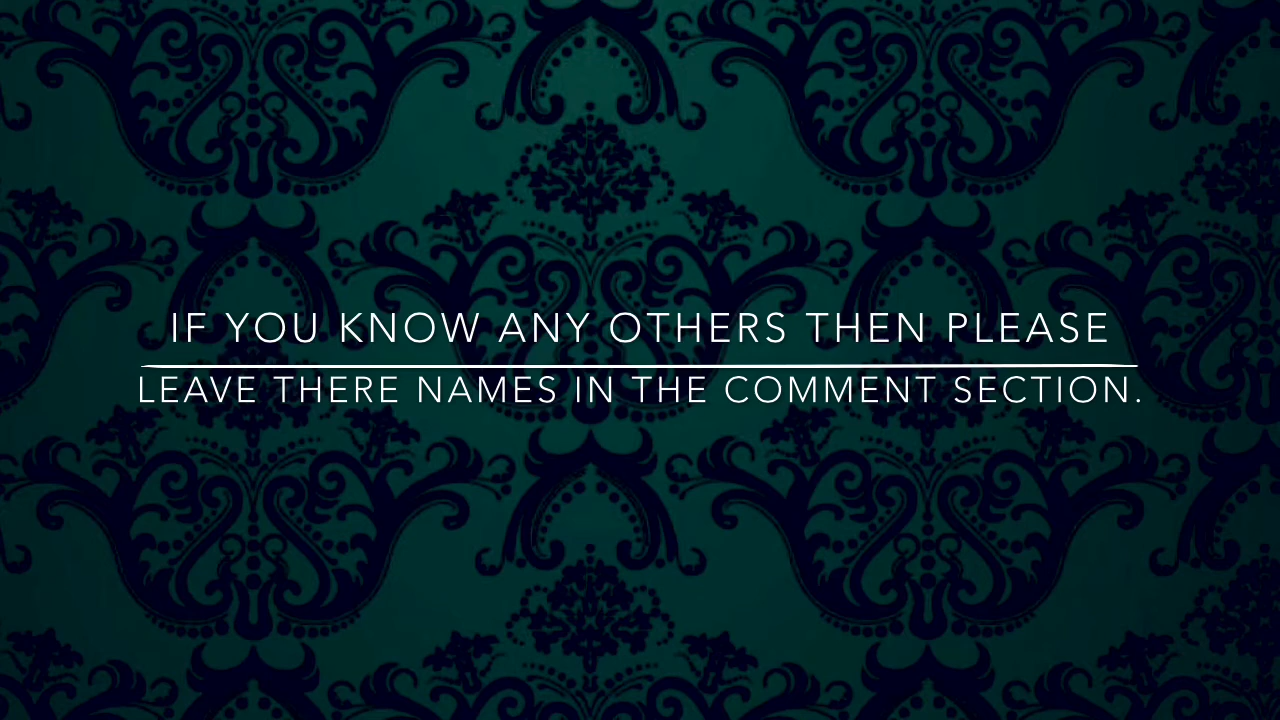 IF YOU KNOW ANY OTHERS THEN PLEASE
LEAVE THERE NAMES IN THE COMMENT SECTION.